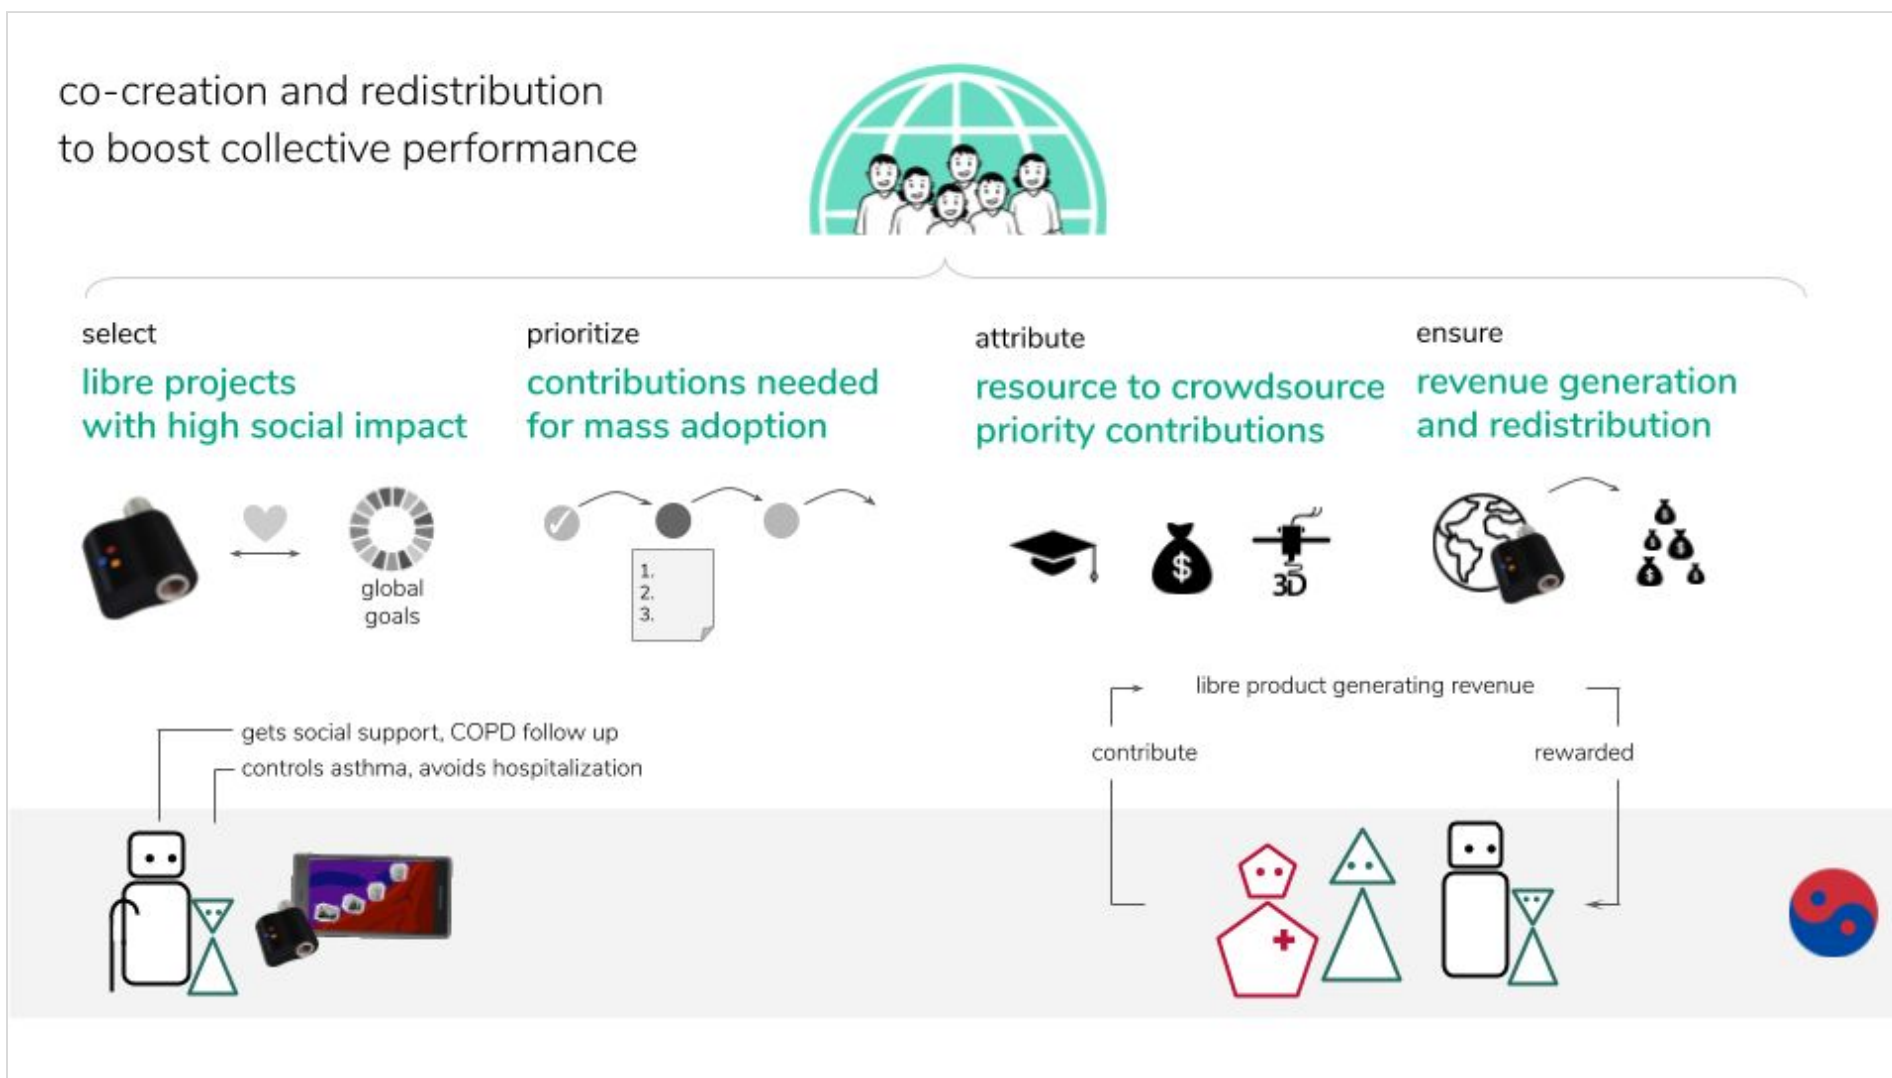 co-creation and redistribution
to boost collective performance
select
libre projects
with high social impact
prioritize
contributions needed
for mass adoption
attribute
resource to crowdsource
priority contributions
ensure
revenue generation
and redistribution
global
goals
1.
2.
3.
$
3D
libre product generating revenue
contribute
rewarded
gets social support, COPD follow up
controls asthma, avoids hospitalization